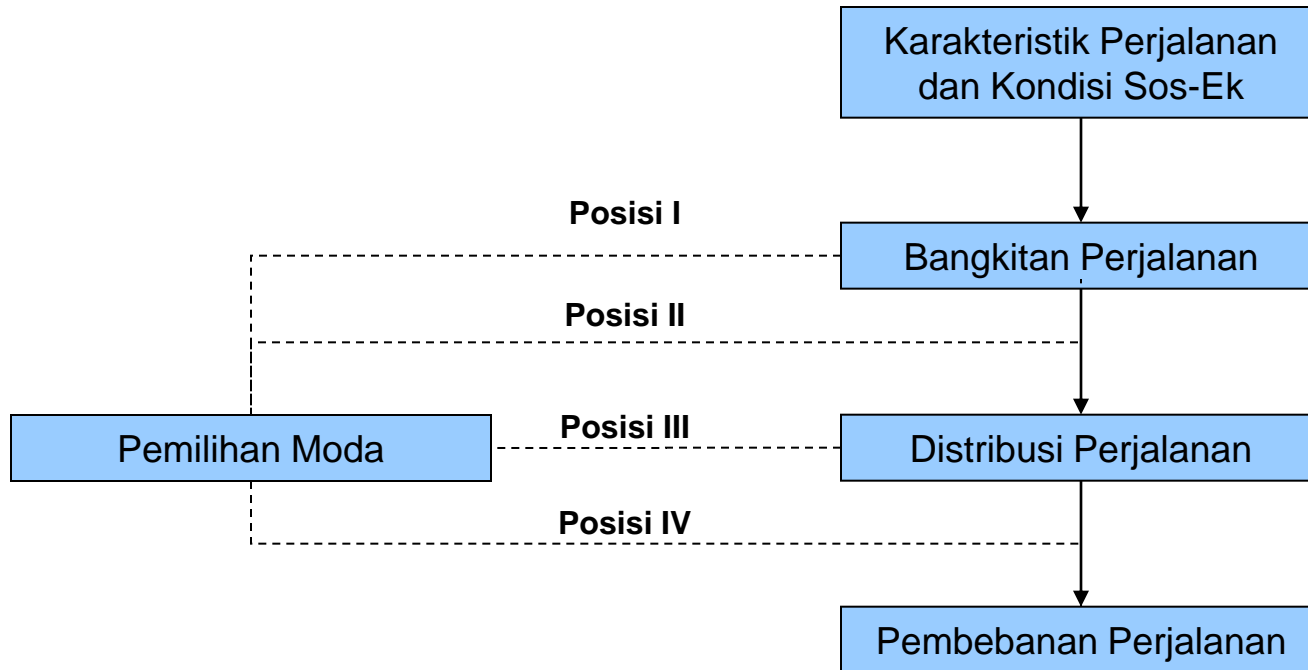 Karakteristik Perjalanan
dan Kondisi Sos-Ek
Posisi I
Bangkitan Perjalanan
Posisi II
Posisi III
Pemilihan Moda
Distribusi Perjalanan
Posisi IV
Pembebanan Perjalanan